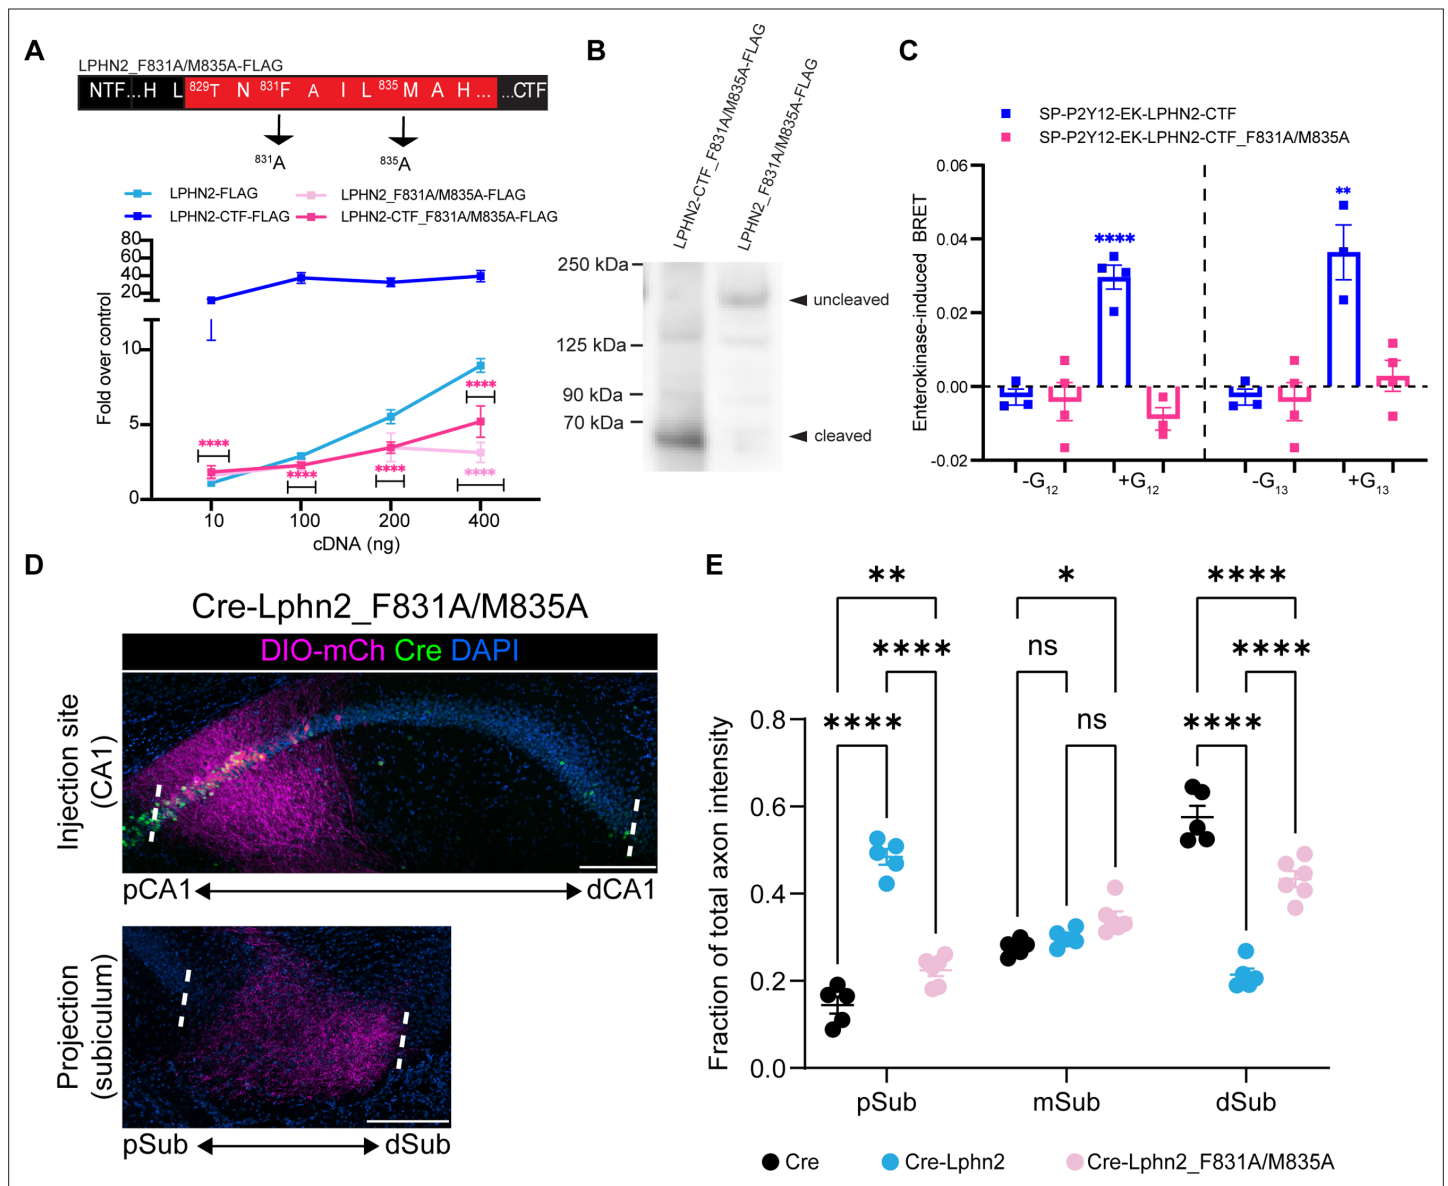 A
LPHN2_F831A/M835A-FLAG
NTF...H L 829T N 831F A I L 835M A H... ...CTF
831A 835A
LPHN2-FLAG
LPHN2_F831A/M835A-FLAG
LPHN2-CTF-FLAG
LPHN2-CTF_F831A/M835A-FLAG
Fold over control
80
60
40
20
10
5
0
****
****
****
****
****
10 100 200 400
cDNA (ng)
B
LPHN2-CTF_F831A/M835A-FLAG
LPHN2_F831A/M835A-FLAG
250 kDa
125 kDa
90 kDa
70 kDa
uncleaved
cleaved
C
SP-P2Y12-EK-LPHN2-CTF
SP-P2Y12-EK-LPHN2-CTF_F831A/M835A
Enterokinase-induced BRET
0.06
0.04
0.02
0.00
-0.02
****
**
-G12 +G12 -G13 +G13
D
Cre-Lphn2_F831A/M835A
DIO-mCh Cre DAPI
Injection site
(CA1)
pCA1 dCA1
Projection
(subiculum)
pSub dSub
E
** * ****
**** ns ****
**** ns ****
Fraction of total axon intensity
0.8
0.6
0.4
0.2
0.0
pSub mSub dSub
Cre Cre-Lphn2 Cre-Lphn2_F831A/M835A